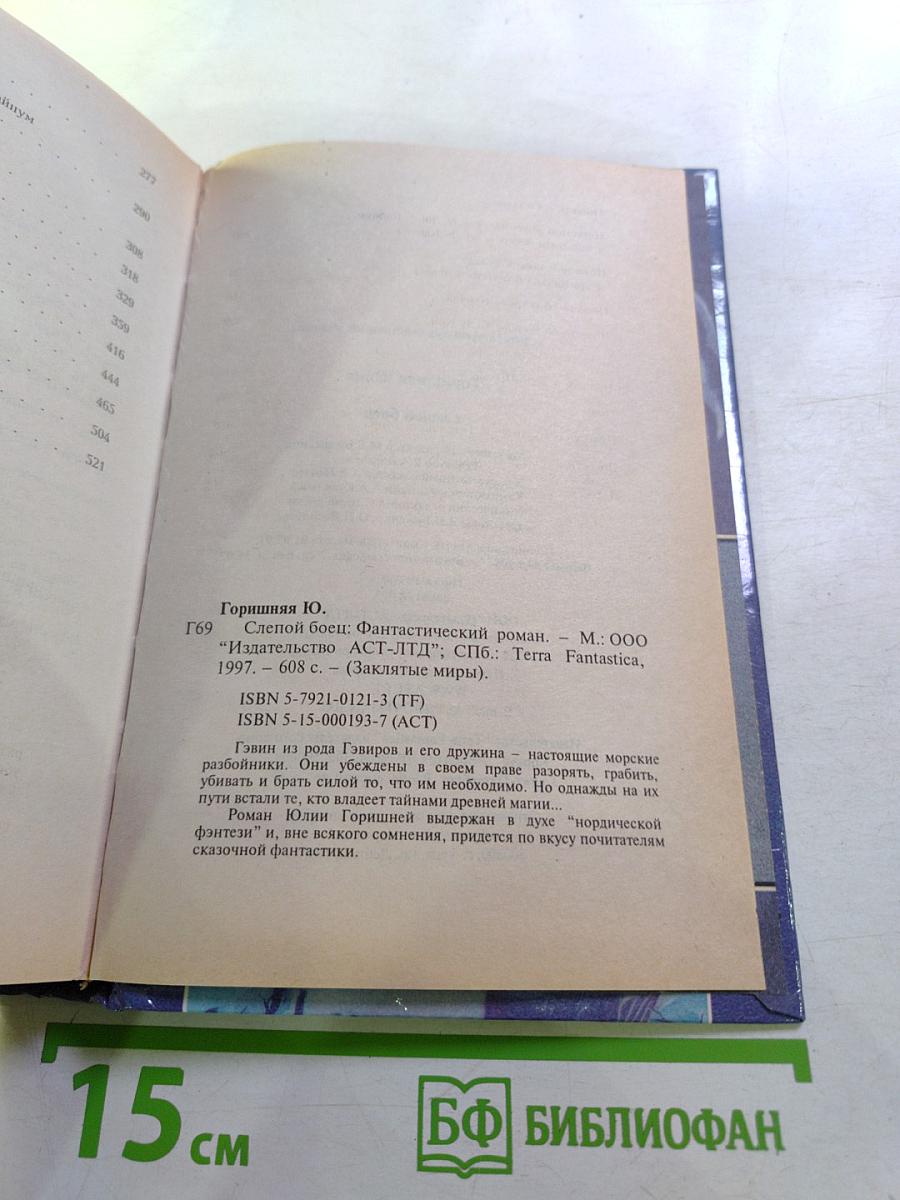 277
290
308
318
329
359
416
444
465
504
521
Горишняя Ю.
Г69 Слепой боец: Фантастический роман. – М.: ООО
“Издательство АСТ-ЛТД”; СПб.: Terra Fantastica,
1997. – 608 с. – (Заклятые миры).
ISBN 5-7921-0121-3 (TF)
ISBN 5-15-000193-7 (АСТ)
Гэвин из рода Гэвиров и его дружина – настоящие морские
разбойники. Они убеждены в своем праве разорять, грабить,
убивать и брать силой то, что им необходимо. Но однажды на их
пути встали те, кто владеет тайнами древней магии...
Роман Юлии Горишней выдержан в духе “нордической
фэнтези” и, вне всякого сомнения, придется по вкусу почитателям
сказочной фантастики.
15 см
БФ БИБЛИОФАН